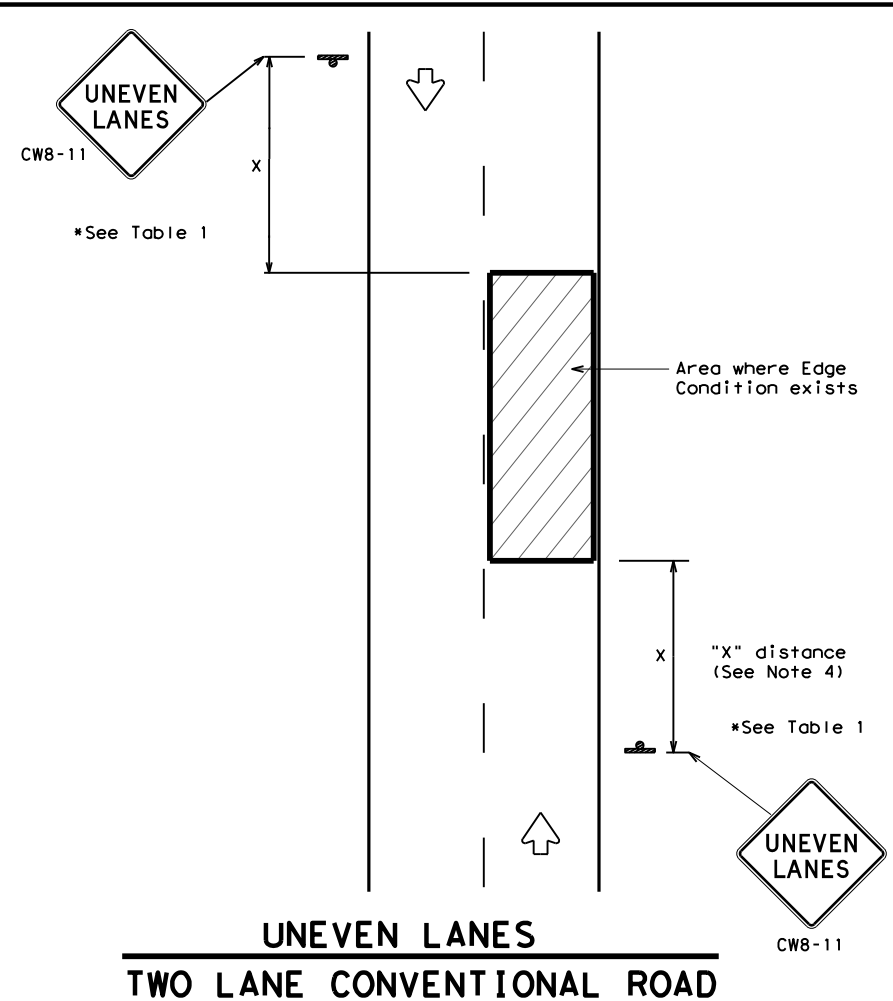 UNEVEN
LANES
CW8-11
X
*See Table 1
Area where Edge
Condition exists
X
"X" distance
(See Note 4)
*See Table 1
UNEVEN
LANES
CW8-11
UNEVEN LANES
TWO LANE CONVENTIONAL ROAD